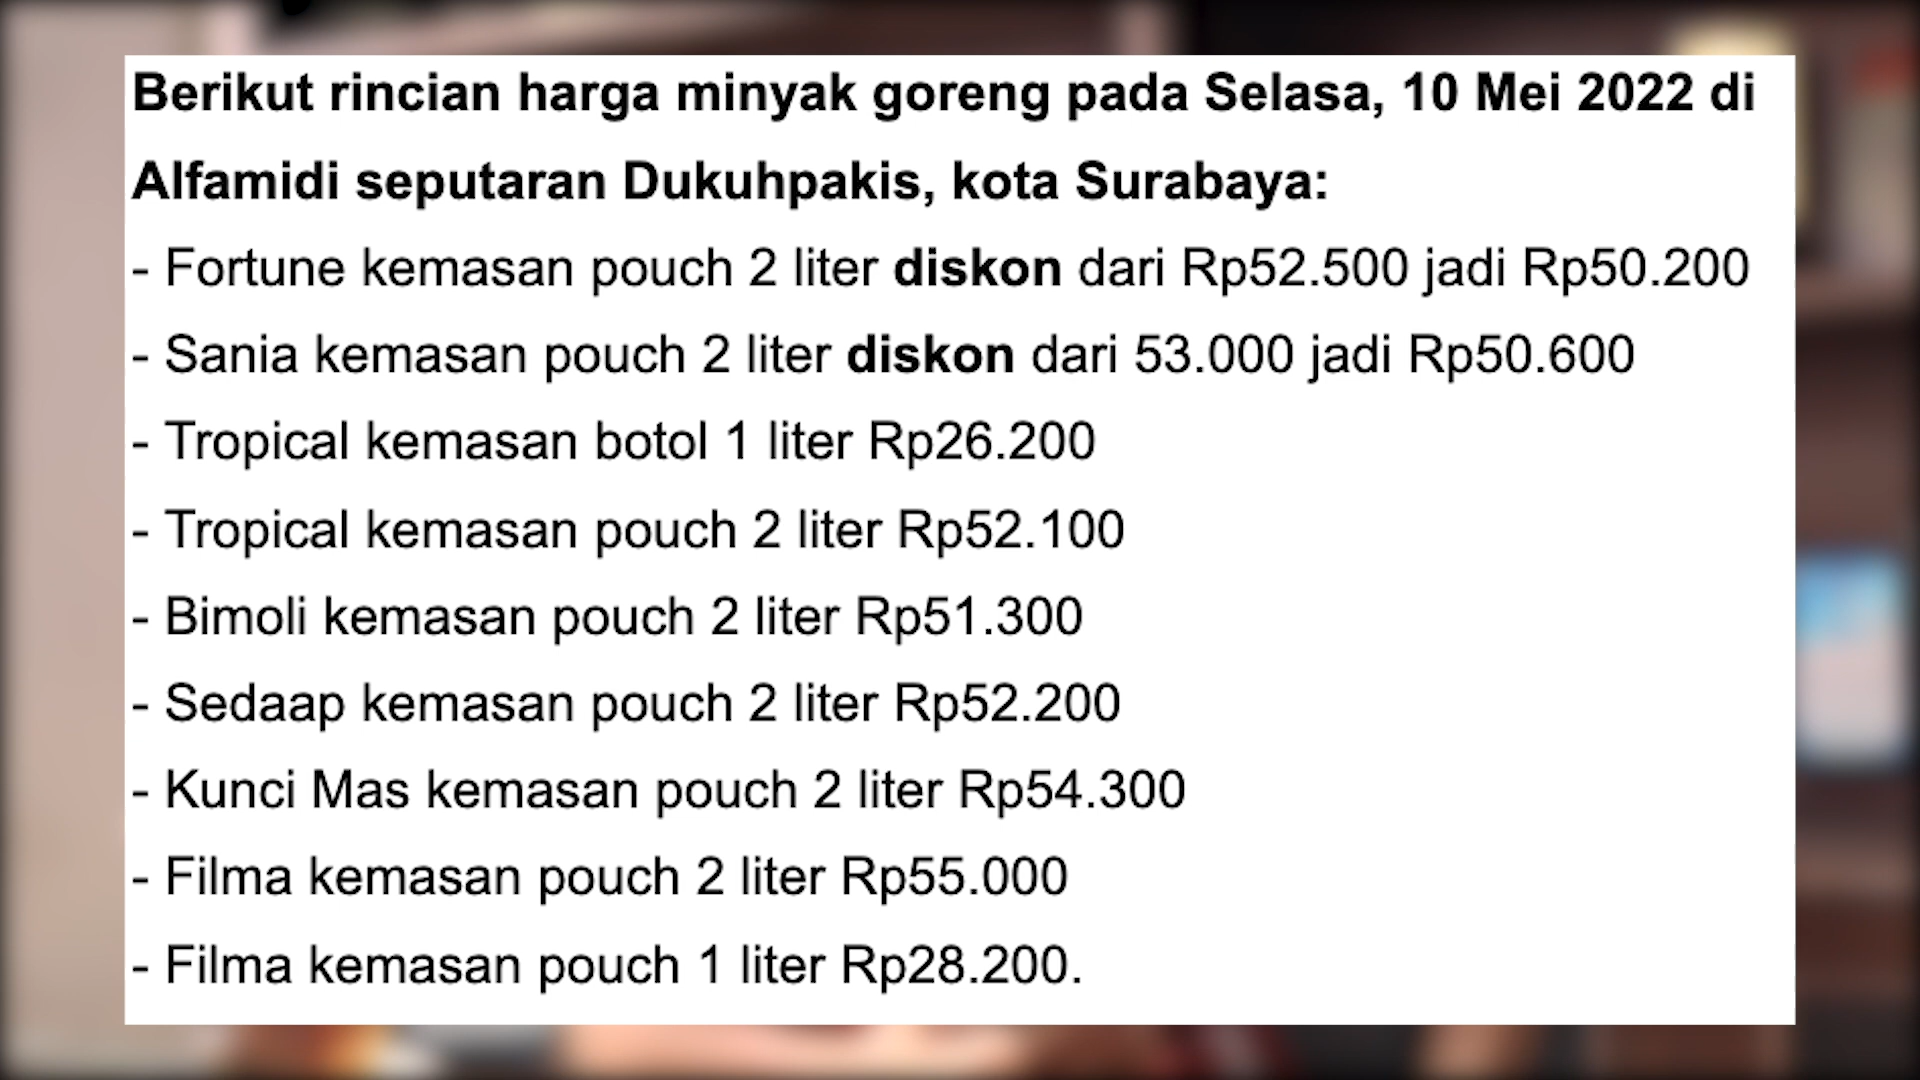 Berikut rincian harga minyak goreng pada Selasa, 10 Mei 2022 di
Alfamidi seputaran Dukuhpakis, kota Surabaya:
- Fortune kemasan pouch 2 liter diskon dari Rp52.500 jadi Rp50.200
- Sania kemasan pouch 2 liter diskon dari 53.000 jadi Rp50.600
- Tropical kemasan botol 1 liter Rp26.200
- Tropical kemasan pouch 2 liter Rp52.100
- Bimoli kemasan pouch 2 liter Rp51.300
- Sedaap kemasan pouch 2 liter Rp52.200
- Kunci Mas kemasan pouch 2 liter Rp54.300
- Filma kemasan pouch 2 liter Rp55.000
- Filma kemasan pouch 1 liter Rp28.200.